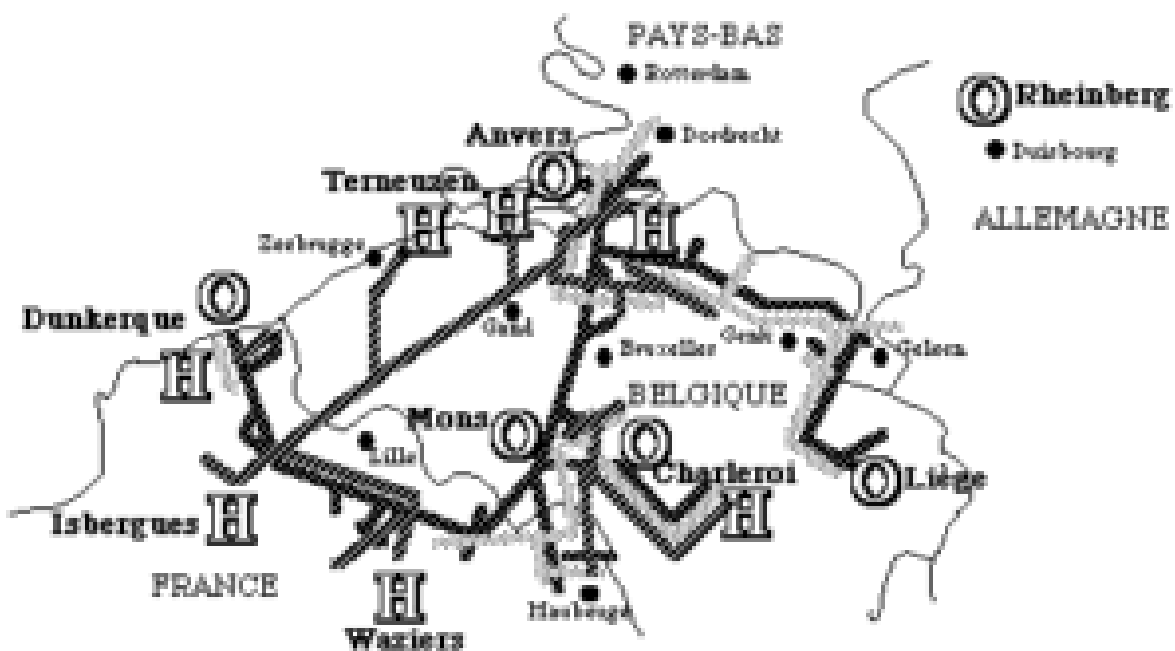 PAYS-BAS
Rotterdam
O Rheinberg
Anvers
Dordrecht
O
Duisbourg
Terneuzen
H
H
H
ALLEMAGNE
Zeebrugge
O
Dunkerque
Gand
Genk
Geleen
H
Bruxelles
BELGIQUE
Mons
O
O
Lille
Charleroi
O Liège
Isbergues
H
H
FRANCE
H
Maubeuge
Waziers